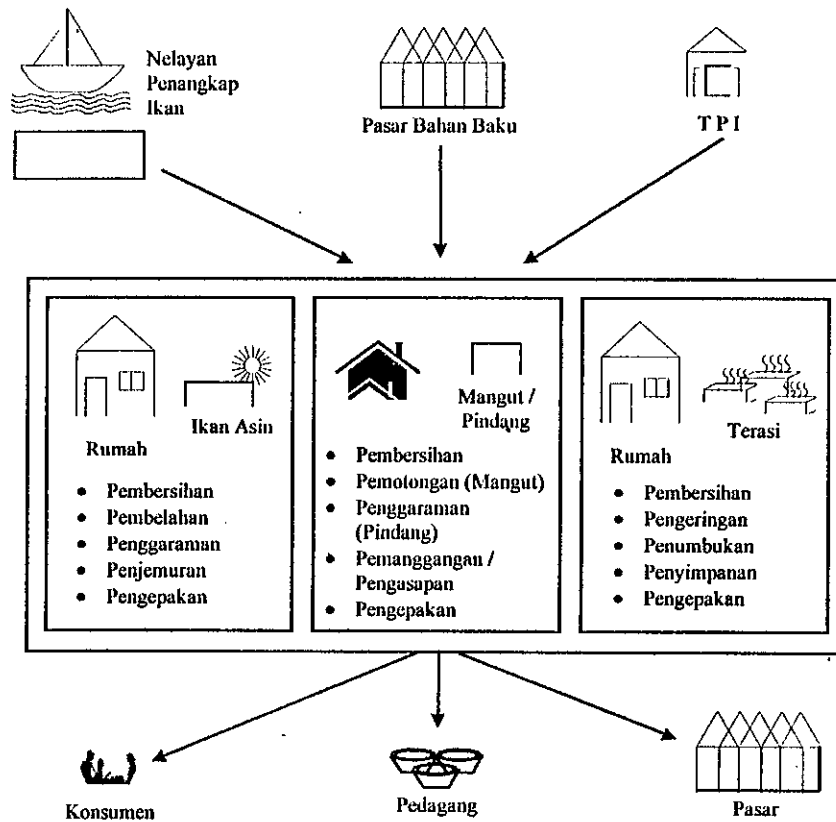 Nelayan
Penangkap
Ikan
Pasar Bahan Baku
T P I
Ikan Asin
Rumah
• Pembersihan
• Pembelahan
• Penggaraman
• Penjemuran
• Pengepakan
Mangut /
Pindang
• Pembersihan
• Pemotongan (Mangut)
• Penggaraman
(Pindang)
• Pemanggangan /
Pengasapan
• Pengepakan
Terasi
Rumah
• Pembersihan
• Pengeringan
• Penumbukan
• Penyimpanan
• Pengepakan
Konsumen
Pedagang
Pasar